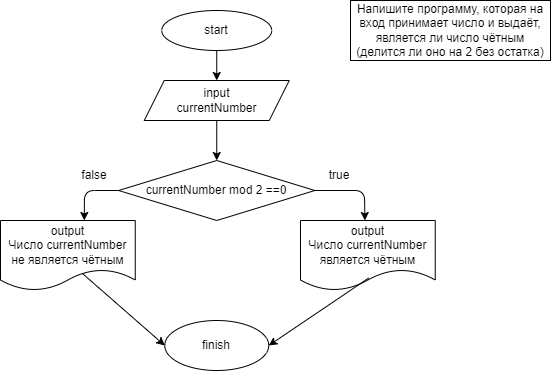 Напишите программу, которая на
вход принимает число и выдаёт,
является ли число чётным
(делится ли оно на 2 без остатка)
start
input
currentNumber
false
true
currentNumber mod 2 ==0
output
Число currentNumber
не является чётным
output
Число currentNumber
является чётным
finish